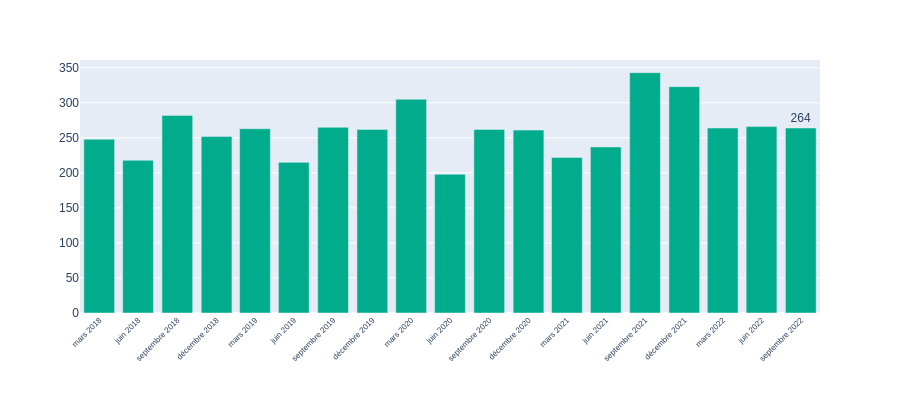 350
300
250
200
150
100
50
0
264
mars 2018
juin 2018
septembre 2018
décembre 2018
mars 2019
juin 2019
septembre 2019
décembre 2019
mars 2020
juin 2020
septembre 2020
décembre 2020
mars 2021
juin 2021
septembre 2021
décembre 2021
mars 2022
juin 2022
septembre 2022